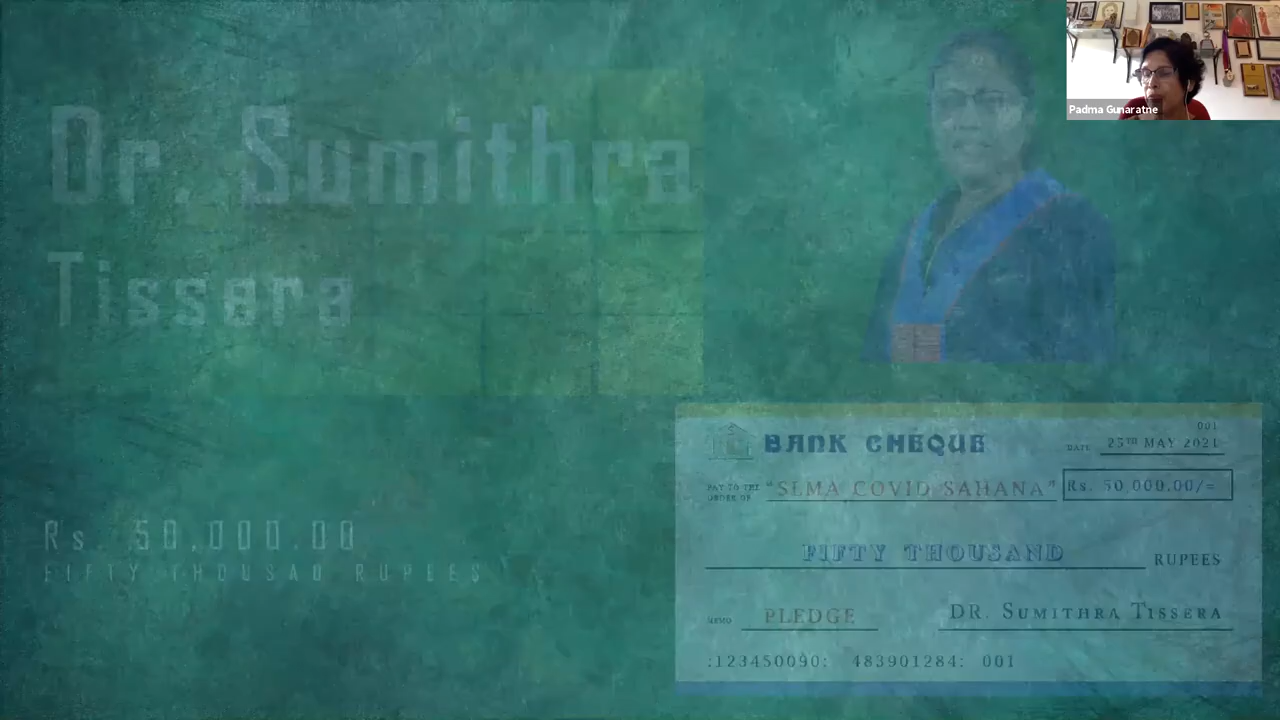 Padma Gunaratne
Dr. Sumithra
Tissera
Rs. 50,000.00
FIFTY THOUSAD RUPEES
001
BANK CHEQUE
DATE 25TH MAY 2021
PAY TO THE
ORDER OF "SLMA COVID SAHANA" Rs. 50,000.00/=
FIFTY THOUSAND RUPEES
MEMO PLEDGE DR. SUMITHRA TISSERA
:123450090: 483901284: 001